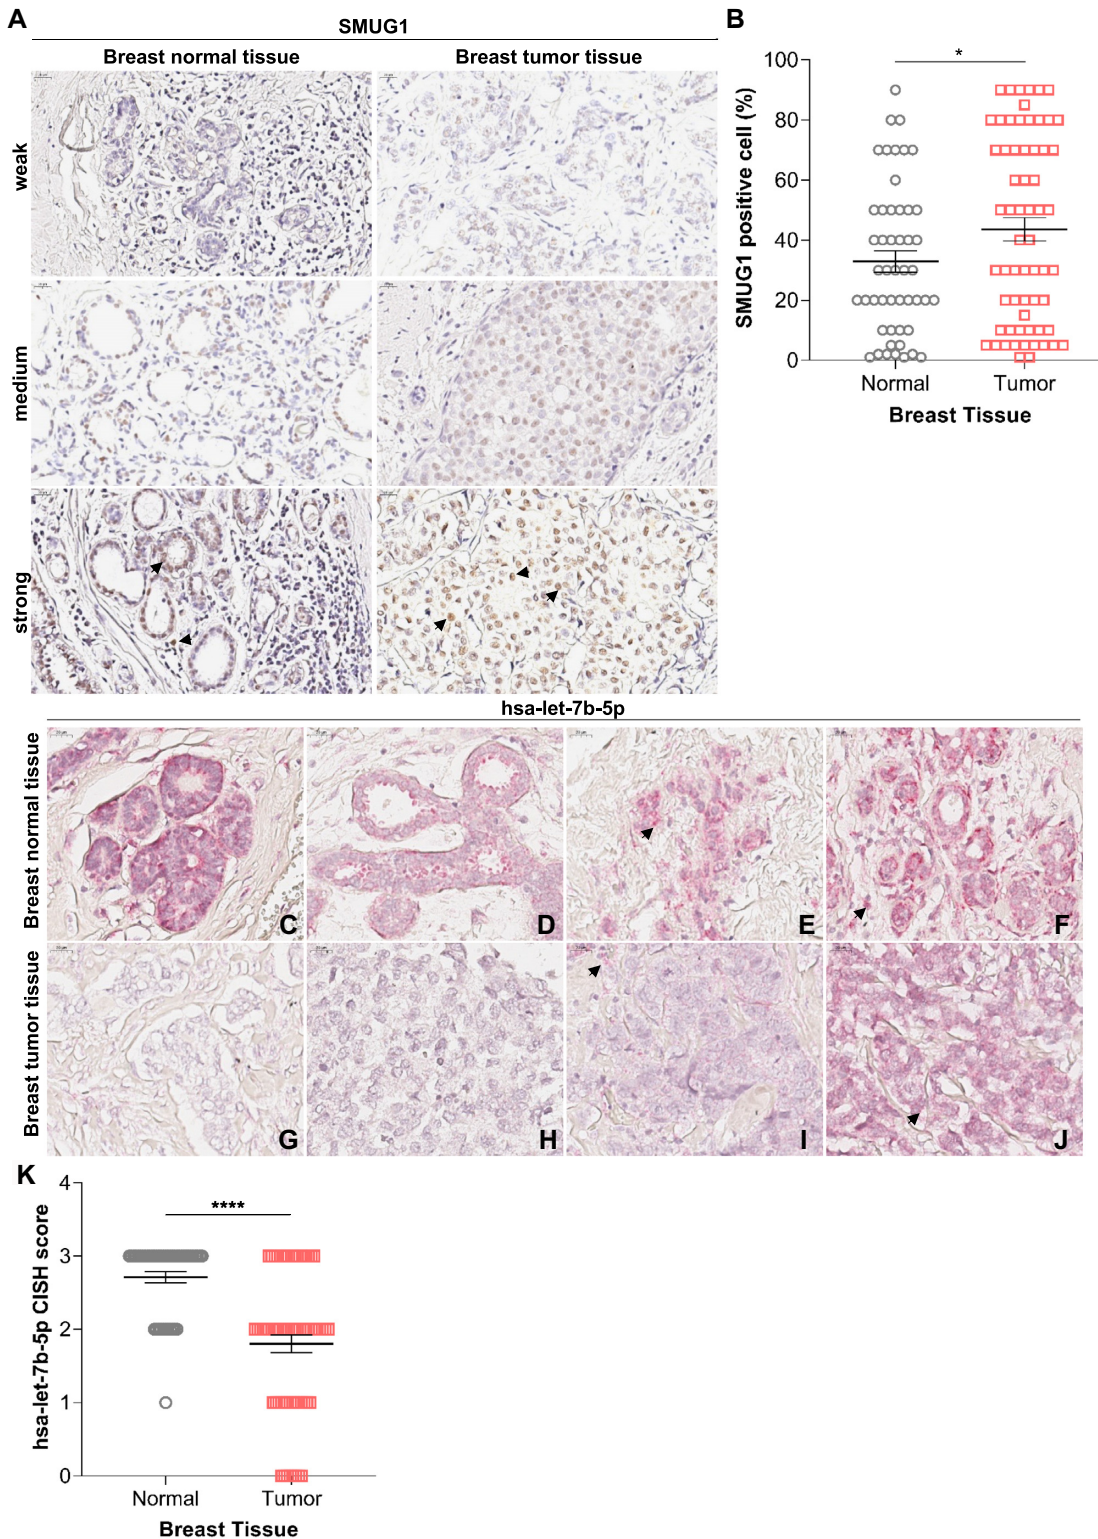 A
SMUG1
Breast normal tissue
Breast tumor tissue
weak
medium
strong
B
*
SMUG1 positive cell (%)
100
80
60
40
20
0
Normal
Tumor
Breast Tissue
hsa-let-7b-5p
Breast normal tissue
C
D
E
F
Breast tumor tissue
G
H
I
J
K
****
hsa-let-7b-5p CISH score
4
3
2
1
0
Normal
Tumor
Breast Tissue